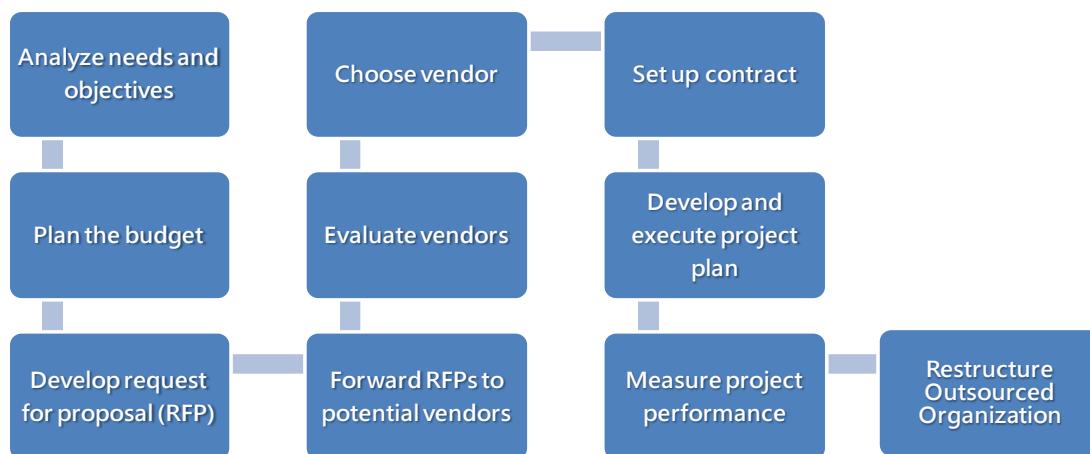 Analyze needs and
objectives
Plan the budget
Develop request
for proposal (RFP)
Forward RFPs to
potential vendors
Evaluate vendors
Choose vendor
Set up contract
Develop and
execute project
plan
Measure project
performance
Restructure
Outsourced
Organization